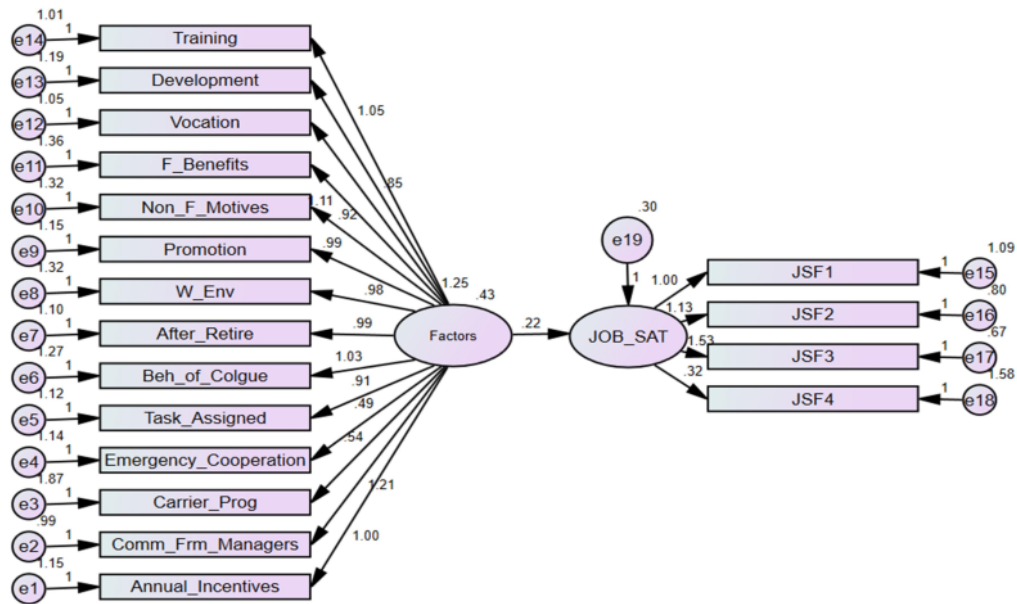 1.01
e14 1 Training
1.19
e13 1 Development
1.05
e12 1 Vocation
1.36
e11 1 F_Benefits
1.32
e10 1 Non_F_Motives
1.15
e9 1 Promotion
1.32
e8 1 W_Env
1.10
e7 1 After_Retire
1.27
e6 1 Beh_of_Colgue
1.12
e5 1 Task_Assigned
1.14
e4 1 Emergency_Cooperation
1.87
e3 1 Carrier_Prog
.99
e2 1 Comm_Frm_Managers
1.15
e1 1 Annual_Incentives
1.05
.85
1.11
.92
.99
1.25
.98
.99
1.03
.91
.49
.54
1.21
1.00
.43
Factors
.22
.30
e19
1
JOB_SAT
1.00
1.13
1.53
.32
1.09
JSF1 1 e15
.80
JSF2 1 e16
.67
JSF3 1 e17
1.58
JSF4 1 e18